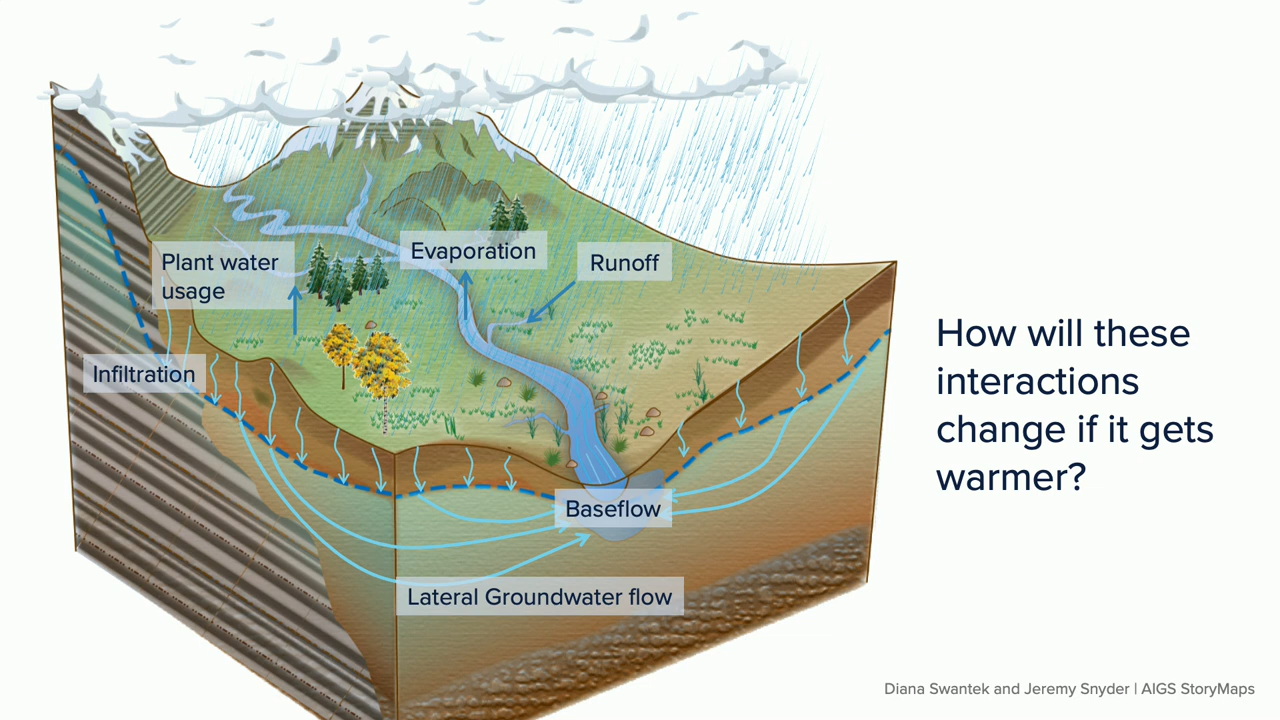 Plant water
usage
Evaporation
Runoff
Infiltration
Baseflow
Lateral Groundwater flow
How will these
interactions
change if it gets
warmer?
Diana Swantek and Jeremy Snyder | AIGS StoryMaps